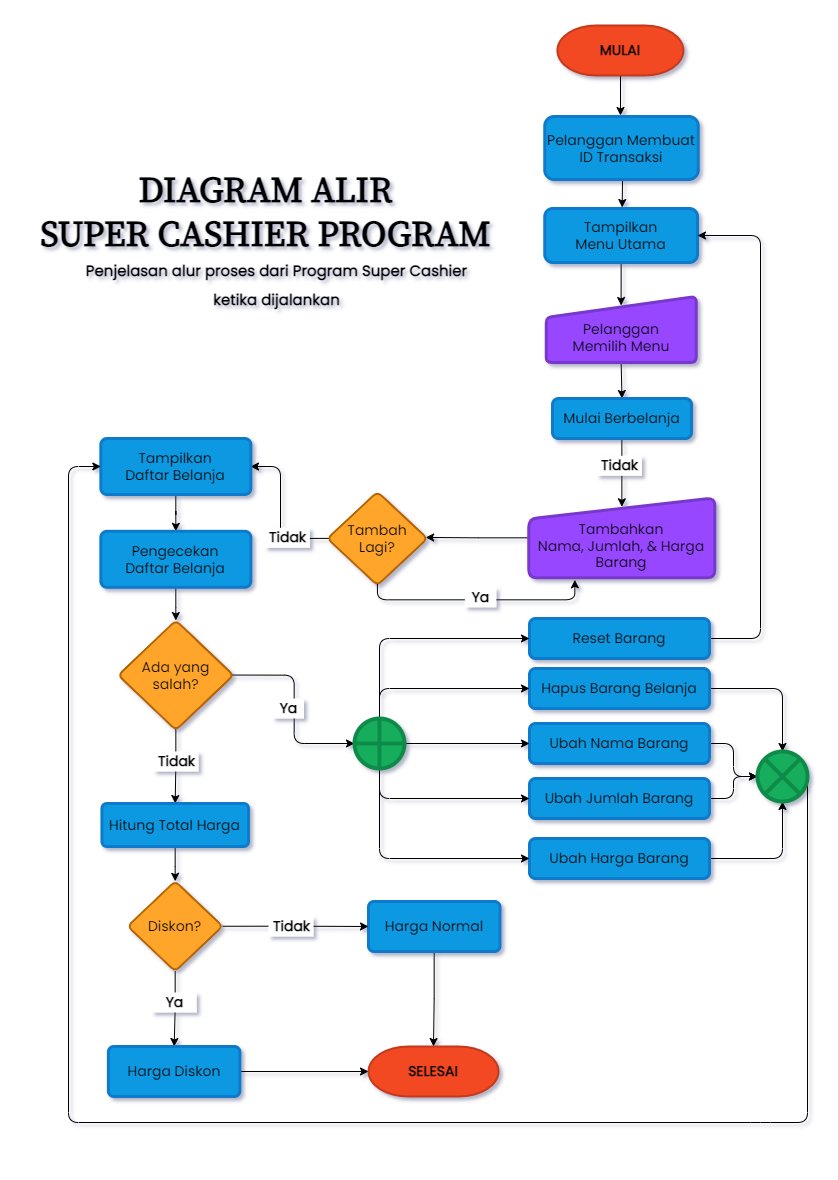 MULAI
Pelanggan Membuat
ID Transaksi
DIAGRAM ALIR
SUPER CASHIER PROGRAM
Penjelasan alur proses dari Program Super Cashier
ketika dijalankan
Tampilkan
Menu Utama
Pelanggan
Memilih Menu
Mulai Berbelanja
Tidak
Tambahkan
Nama, Jumlah, & Harga
Barang
Tambah
Lagi?
Ya
Tidak
Tampilkan
Daftar Belanja
Pengecekan
Daftar Belanja
Ada yang
salah?
Ya
Reset Barang
Hapus Barang Belanja
Ubah Nama Barang
Ubah Jumlah Barang
Ubah Harga Barang
Tidak
Hitung Total Harga
Diskon?
Tidak
Harga Normal
Ya
Harga Diskon
SELESAI